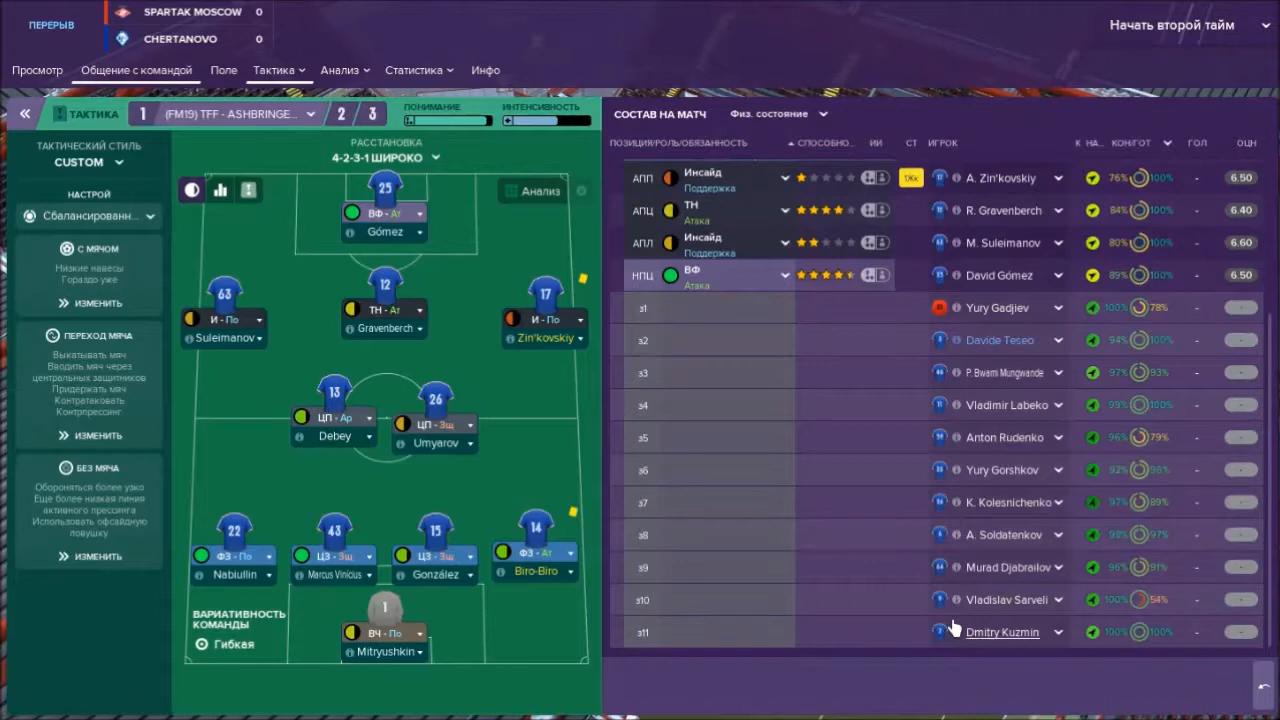 ПЕРЕРЫВ
SPARTAK MOSCOW 0
CHERTANOVO 0
Начать второй тайм
Просмотр Общение с командой Поле Тактика Анализ Статистика Инфо
ТАКТИКА 1 (FM19) TFF - ASHBRINGE... 2 3
ПОНИМАНИЕ ИНТЕНСИВНОСТЬ
ТАКТИЧЕСКИЙ СТИЛЬ
CUSTOM
НАСТРОЙ
Сбалансированн...
С МЯЧОМ
Низкие навесы
Гораздо уже
ИЗМЕНИТЬ
ПЕРЕХОД МЯЧА
Выкатывать мяч
Вводить мяч через
центральных защитников
Придержать мяч
Контратаковать
Контрпрессинг
ИЗМЕНИТЬ
БЕЗ МЯЧА
Обороняться более узко
Еще более низкая линия
активного прессинга
Использовать офсайдную
ловушку
ИЗМЕНИТЬ
РАССТАНОВКА
4-2-3-1 ШИРОКО
Анализ
25
ВФ - Ат
Gómez
63
И - По
Suleimanov
12
ТН - Ат
Gravenberch
17
И - По
Zin'kovskiy
13
ЦП - Ар
Debey
26
ЦП - Зщ
Umyarov
22
ФЗ - По
Nabiullin
43
ЦЗ - Зщ
Marcus Vinícius
15
ЦЗ - Зщ
González
14
ФЗ - Ат
Biro-Biro
1
ВЧ - По
Mitryushkin
ВАРИАТИВНОСТЬ
КОМАНДЫ
Гибкая
СОСТАВ НА МАТЧ Физ. состояние
ПОЗИЦИЯ/РОЛЬ/ОБЯЗАННОСТЬ СПОСОБНО... ИИ СТ ИГРОК К НА... КОН/ГОТ ГОЛ ОЦН
АПП Инсайд Поддержка 1Жк A. Zin'kovskiy 76% 100% - 6.50
АПЦ ТН Атака R. Gravenberch 84% 100% - 6.40
АПЛ Инсайд Поддержка M. Suleimanov 80% 100% - 6.60
НПЦ ВФ Атака David Gómez 89% 100% - 6.50
з1 Yury Gadjiev 100% 78% - -
з2 Davide Teseo 94% 100% - -
з3 P. Bwami Mungwande 97% 93% - -
з4 Vladimir Labeko 99% 100% - -
з5 Anton Rudenko 96% 79% - -
з6 Yury Gorshkov 92% 98% - -
з7 K. Kolesnichenko 97% 89% - -
з8 A. Soldatenkov 98% 97% - -
з9 Murad Djabrailov 96% 91% - -
з10 Vladislav Sarveli 100% 54% - -
з11 Dmitry Kuzmin 100% 100% - -